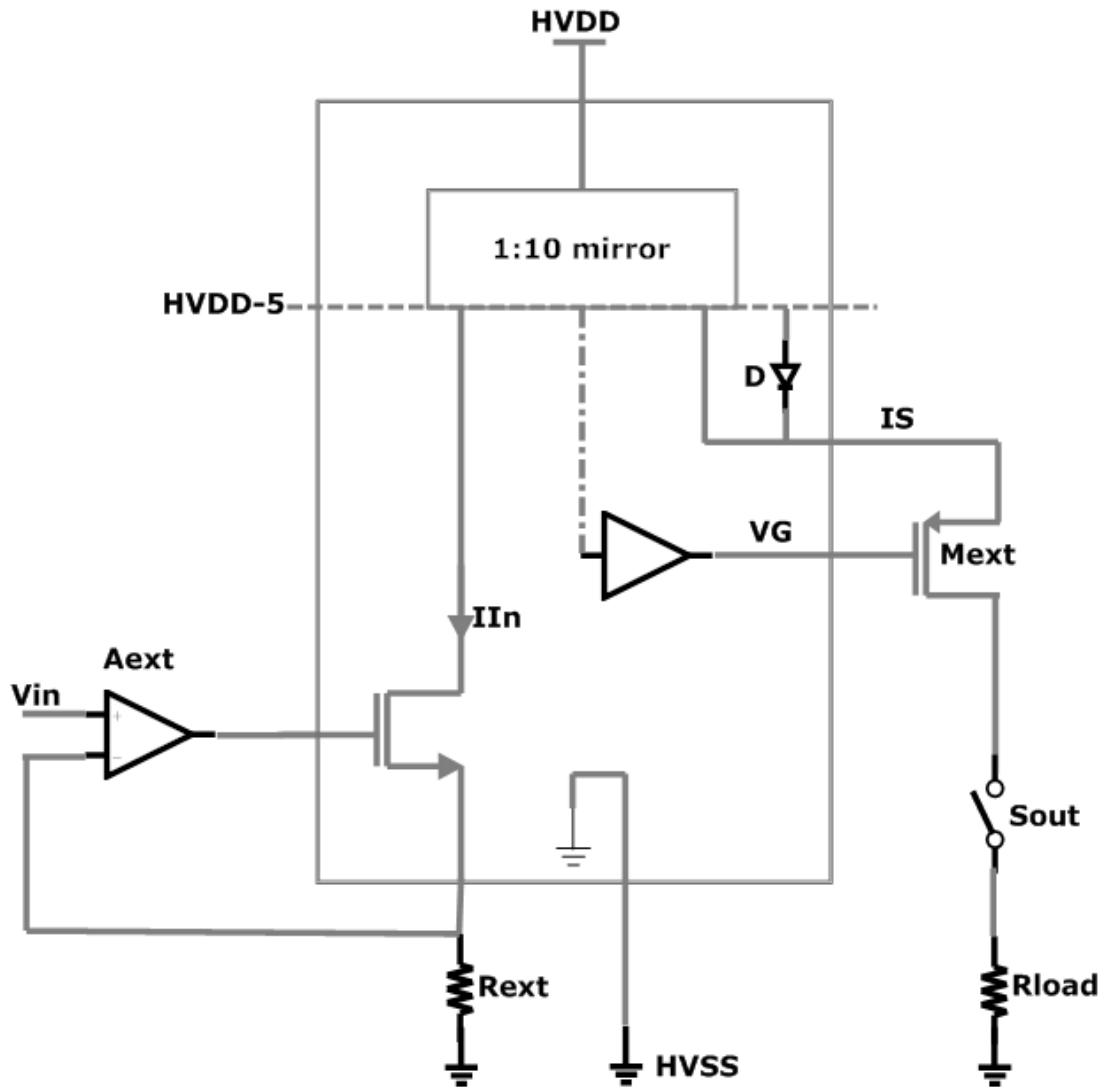 HVDD
1:10 mirror
HVDD-5
D
IS
VG
Mext
IIn
Aext
Vin
+
−
Sout
Rext
Rload
HVSS